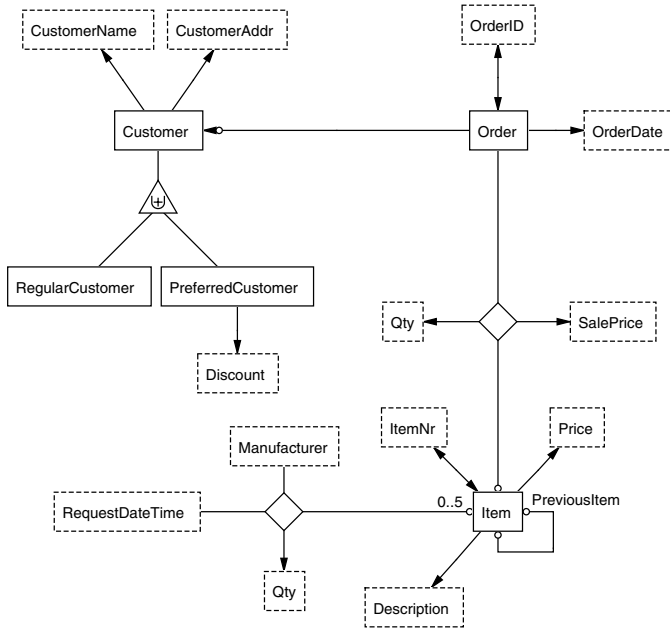 CustomerName
CustomerAddr
OrderID
Customer
Order
OrderDate
RegularCustomer
PreferredCustomer
Qty
SalePrice
Discount
ItemNr
Price
Manufacturer
0..5
PreviousItem
RequestDateTime
Item
Qty
Description